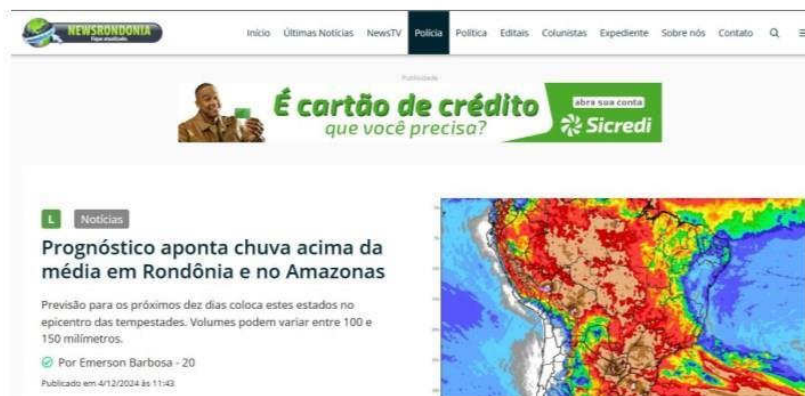 NEWSRONDONIA
Fique atualizado.
Início Últimas Notícias NewsTV Polícia Política Editais Colunistas Expediente Sobre nós Contato
Publicidade
É cartão de crédito
que você precisa?
abra sua conta
Sicredi
L Notícias
Prognóstico aponta chuva acima da
média em Rondônia e no Amazonas
Previsão para os próximos dez dias coloca estes estados no
epicentro das tempestades. Volumes podem variar entre 100 e
150 milímetros.
Por Emerson Barbosa - 20
Publicado em 4/12/2024 às 11:43